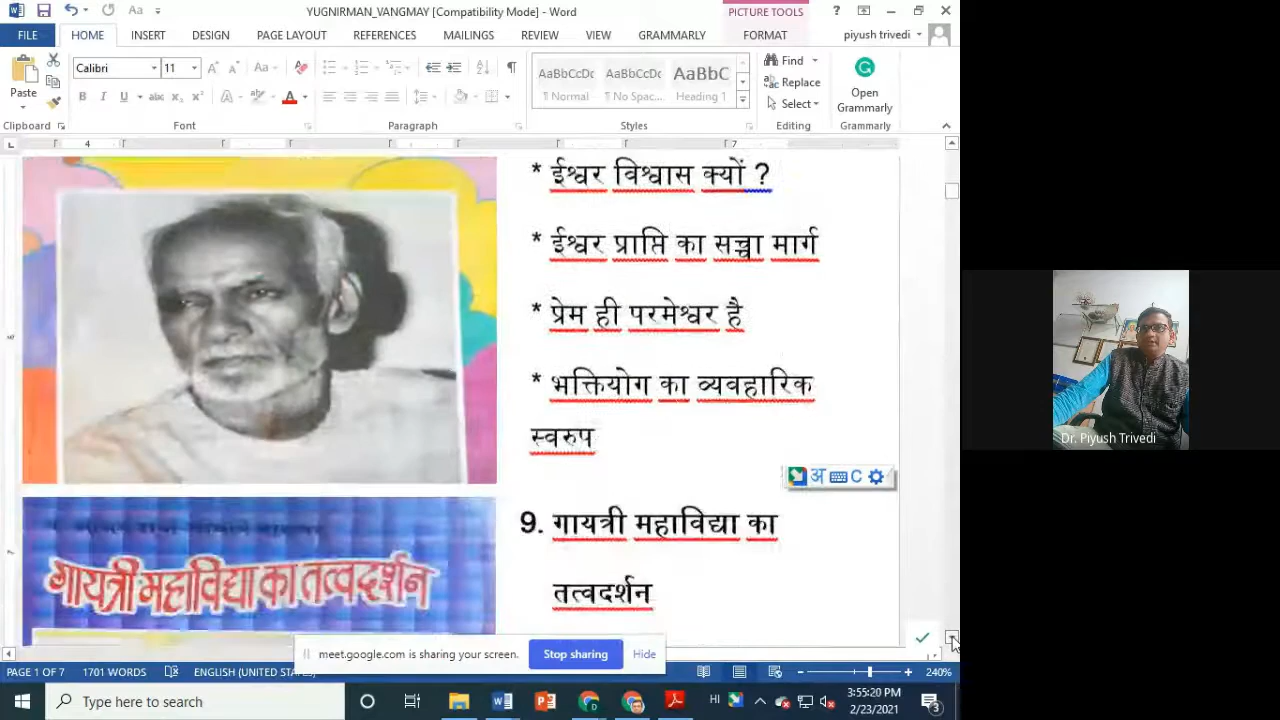 YUGNIRMAN_VANGMAY [Compatibility Mode] - Word
PICTURE TOOLS
FILE HOME INSERT DESIGN PAGE LAYOUT REFERENCES MAILINGS REVIEW VIEW GRAMMARLY FORMAT piyush trivedi
Calibri 11
Paste
AaBbCcDc AaBbCcDc AaBbC
¶ Normal ¶ No Spac... Heading 1
Find
Replace
Select
Open
Grammarly
Clipboard Font Paragraph Styles Editing Grammarly
4 7
* ईश्वर विश्वास क्यों ?
* ईश्वर प्राप्ति का सच्चा मार्ग
* प्रेम ही परमेश्वर है
* भक्तियोग का व्यवहारिक
स्वरुप
9. गायत्री महाविद्या का
तत्वदर्शन
गायत्री महाविद्या का तत्वदर्शन
Dr. Piyush Trivedi
meet.google.com is sharing your screen. Stop sharing Hide
PAGE 1 OF 7 1701 WORDS ENGLISH (UNITED STATES) 240%
Type here to search
HI
3:55:20 PM
2/23/2021
3